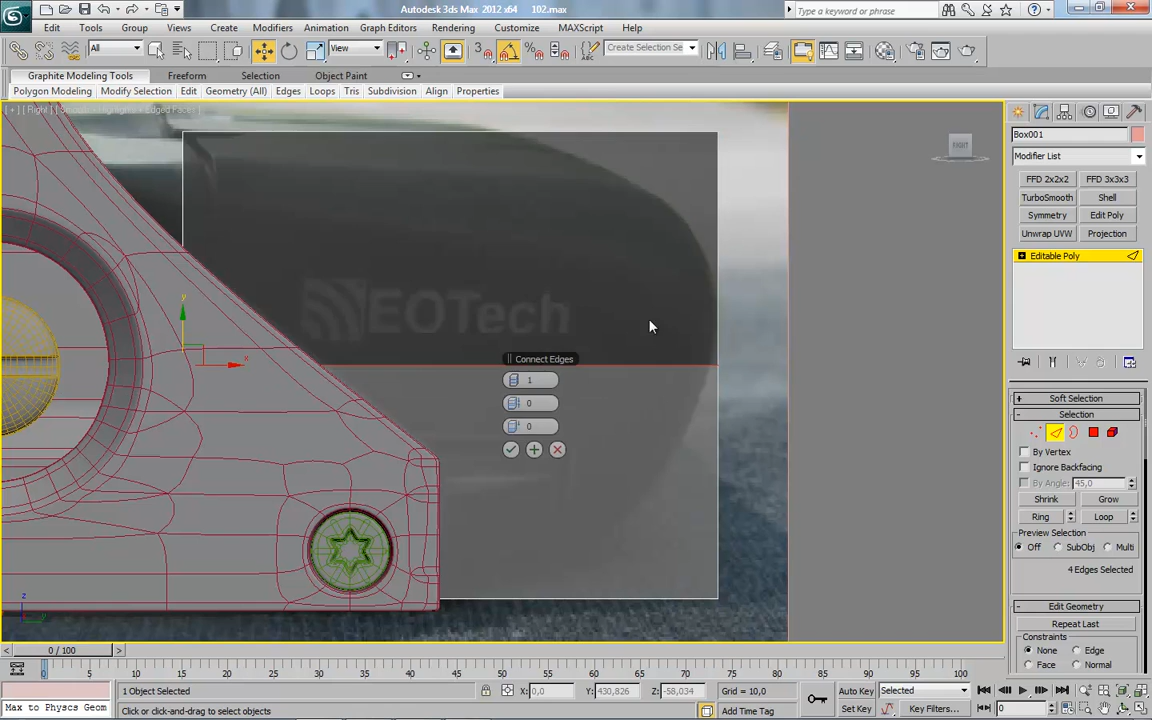 Autodesk 3ds Max 2012 x64    102.max
Type a keyword or phrase
Edit Tools Group Views Create Modifiers Animation Graph Editors Rendering Customize MAXScript Help
All View Create Selection Se
Graphite Modeling Tools Freeform Selection Object Paint
Polygon Modeling Modify Selection Edit Geometry (All) Edges Loops Tris Subdivision Align Properties
[ + ] [ Right ]
RIGHT
EOTech
Connect Edges
1
0
0
y
x
z
Box001
Modifier List
FFD 2x2x2 FFD 3x3x3
TurboSmooth Shell
Symmetry Edit Poly
Unwrap UVW Projection
Editable Poly
+ Soft Selection
- Selection
By Vertex
Ignore Backfacing
By Angle: 45,0
Shrink Grow
Ring Loop
Preview Selection
Off SubObj Multi
4 Edges Selected
- Edit Geometry
Repeat Last
Constraints
None Edge
Face Normal
< 0 / 100 >
0 5 10 15 20 25 30 35 40 45 50 55 60 65 70 75 80 85 90 95 100
1 Object Selected X: 0,0 Y: 430,826 Z: -58,034 Grid = 10,0 Auto Key Selected
Max to Physcs Geom Click or click-and-drag to select objects Add Time Tag Set Key Key Filters... 0